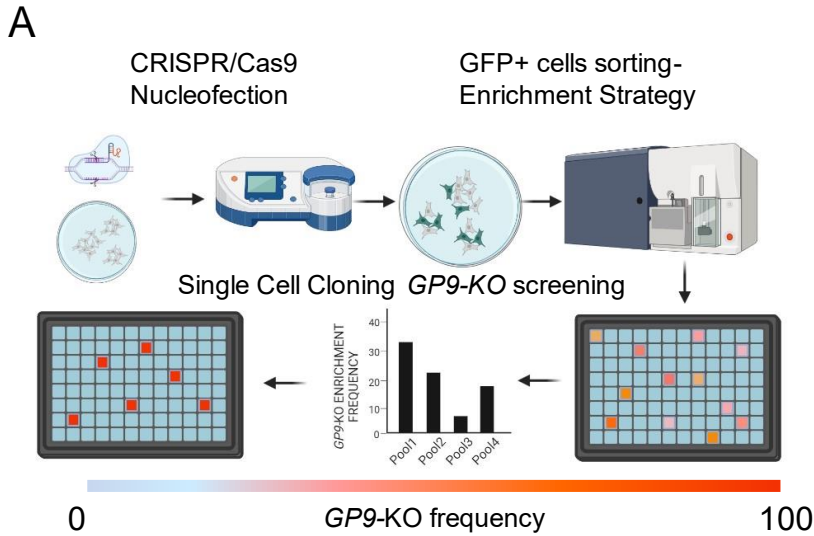 A
CRISPR/Cas9
Nucleofection
GFP+ cells sorting-
Enrichment Strategy
Single Cell Cloning
GP9-KO screening
GP9-KO ENRICHMENT
FREQUENCY
40
30
20
10
0
Pool1
Pool2
Pool3
Pool4
0
GP9-KO frequency
100